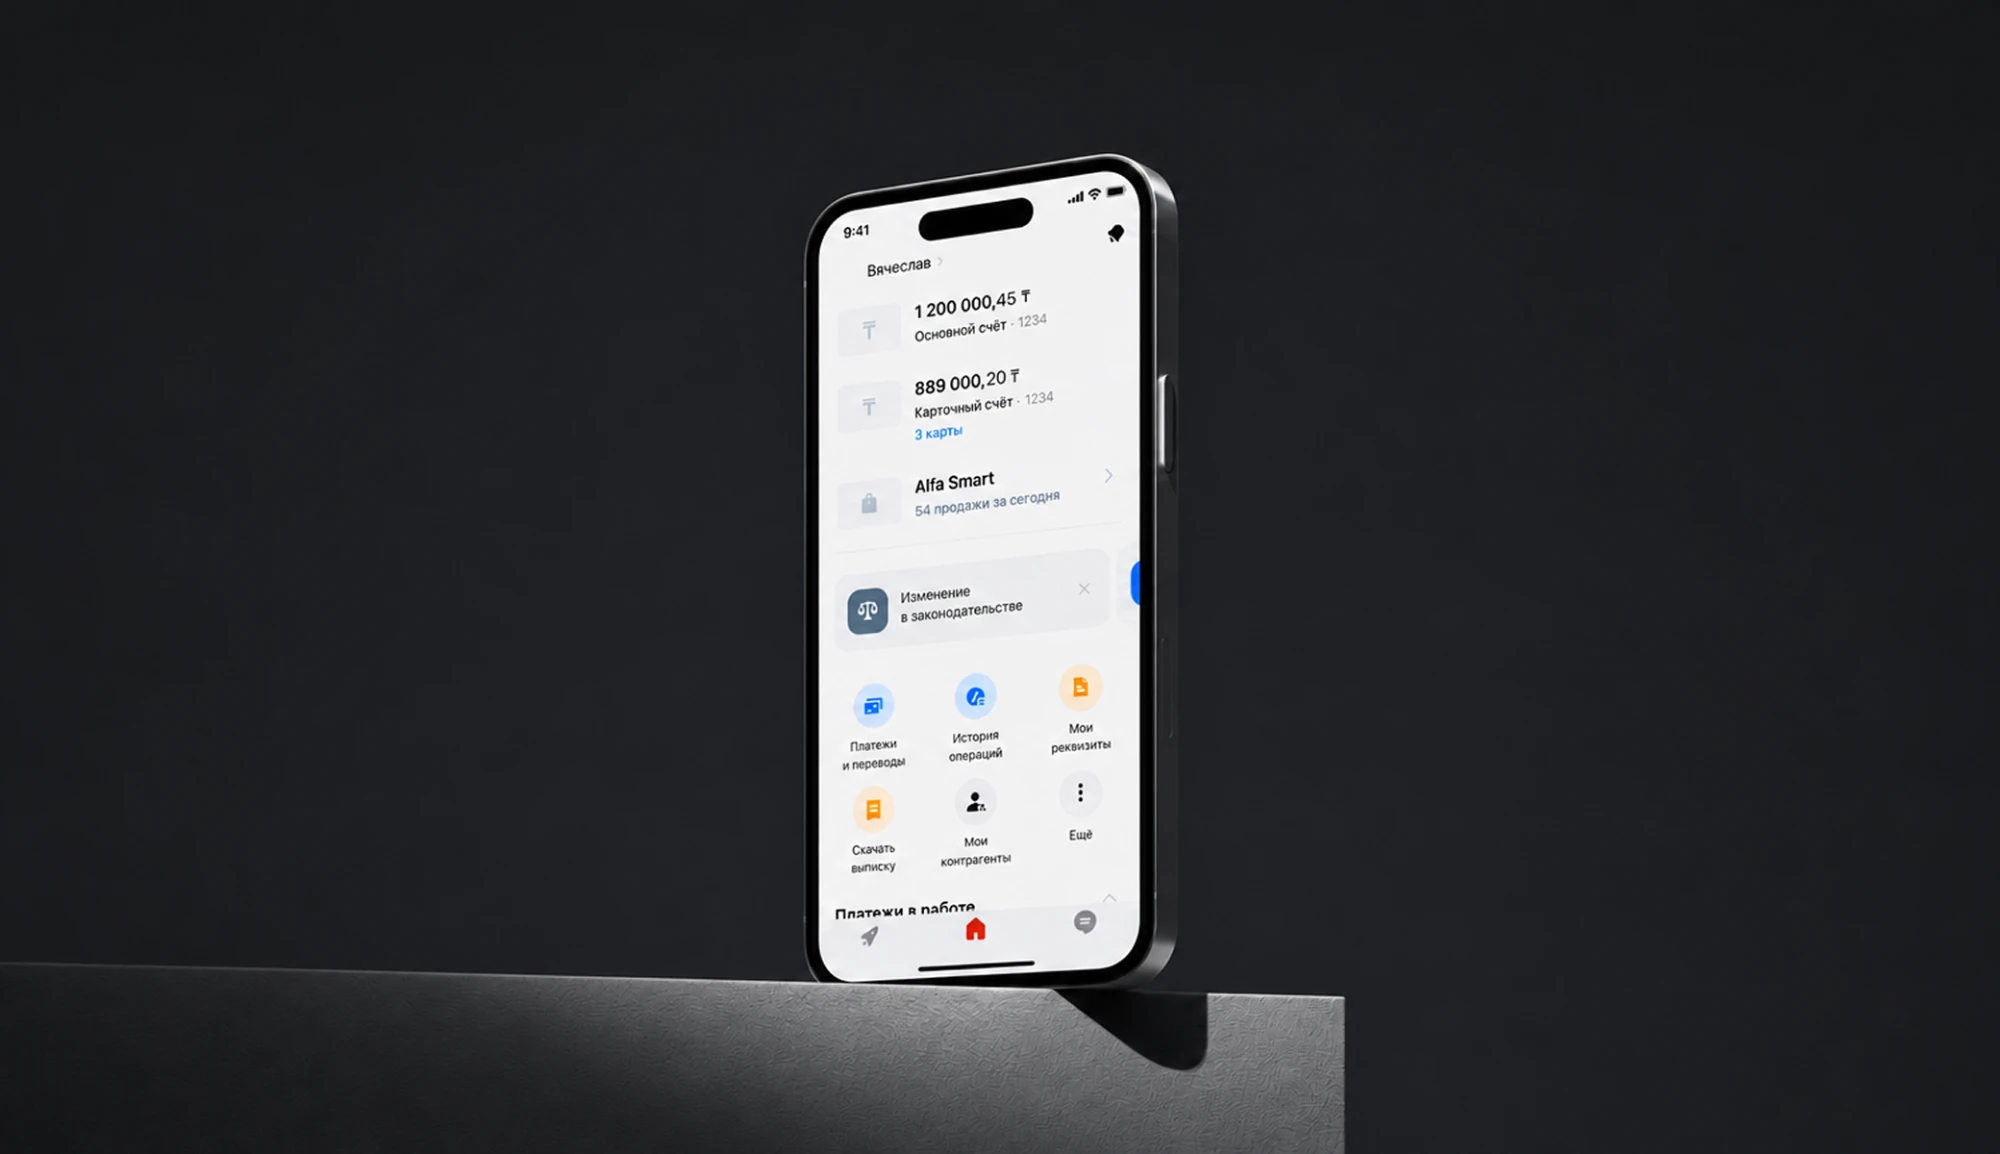 9:41
Вячеслав
1 200 000,45 ₸
Основной счёт · 1234
889 000,20 ₸
Карточный счёт · 1234
3 карты
Alfa Smart
54 продажи за сегодня
Изменение
в законодательстве
Платежи
и переводы
История
операций
Мои
реквизиты
Скачать
выписку
Мои
контрагенты
Ещё
Платежи в работе